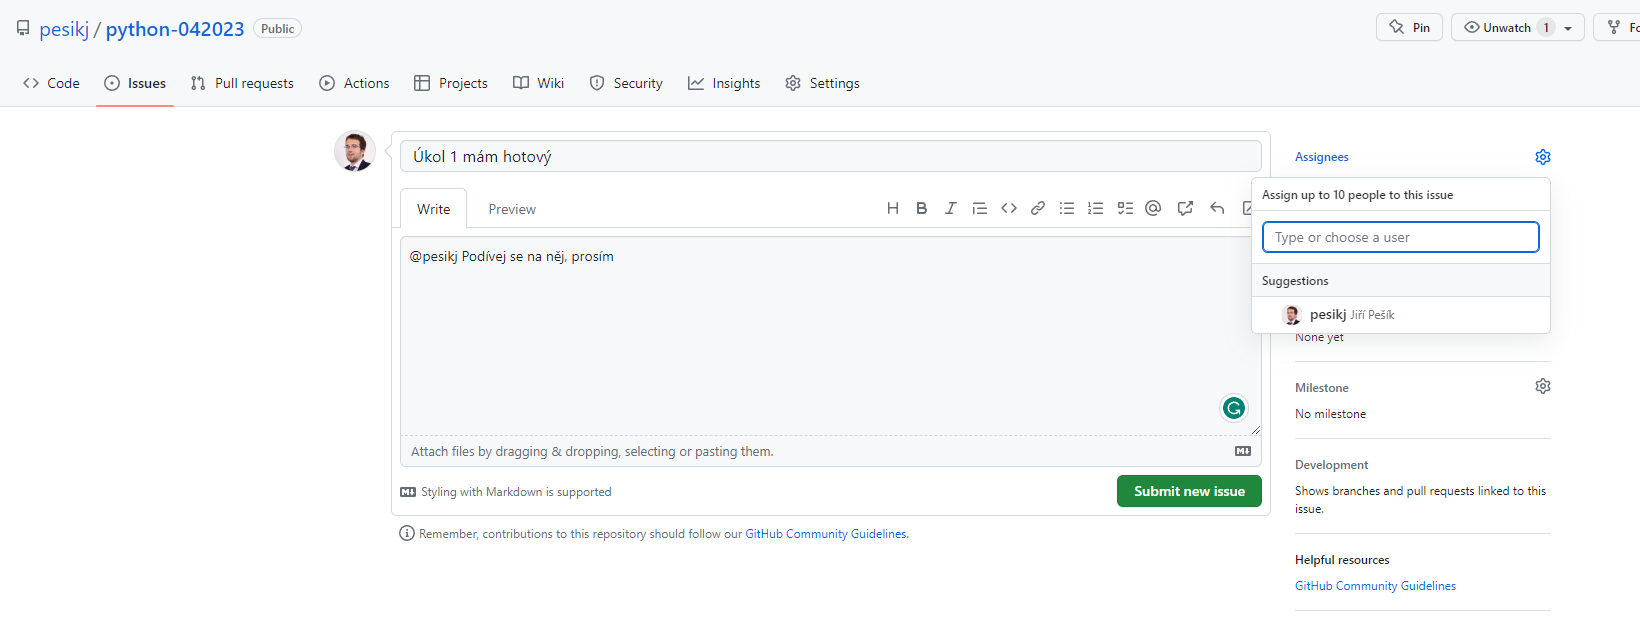 pesikj / python-042023 Public
Pin
Unwatch 1
Fo
Code
Issues
Pull requests
Actions
Projects
Wiki
Security
Insights
Settings
Úkol 1 mám hotový
Write
Preview
H B I
@pesikj Podívej se na něj, prosím
Attach files by dragging & dropping, selecting or pasting them.
Styling with Markdown is supported
Submit new issue
Remember, contributions to this repository should follow our GitHub Community Guidelines.
Assignees
Assign up to 10 people to this issue
Type or choose a user
Suggestions
pesikj Jiří Pešík
None yet
Milestone
No milestone
Development
Shows branches and pull requests linked to this
issue.
Helpful resources
GitHub Community Guidelines